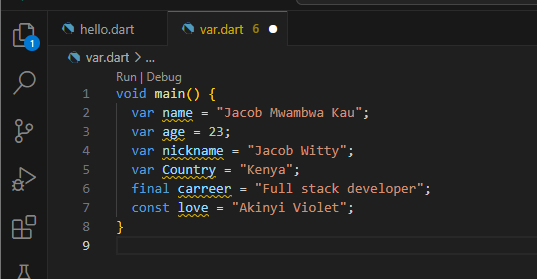 1
hello.dart
var.dart 6
var.dart > ...
Run | Debug
1 void main() {
2 var name = "Jacob Mwambwa Kau";
3 var age = 23;
4 var nickname = "Jacob Witty";
5 var Country = "Kenya";
6 final carreer = "Full stack developer";
7 const love = "Akinyi Violet";
8 }
9